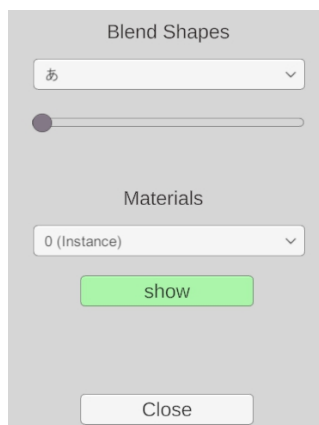 Blend Shapes
あ
Materials
0 (Instance)
show
Close